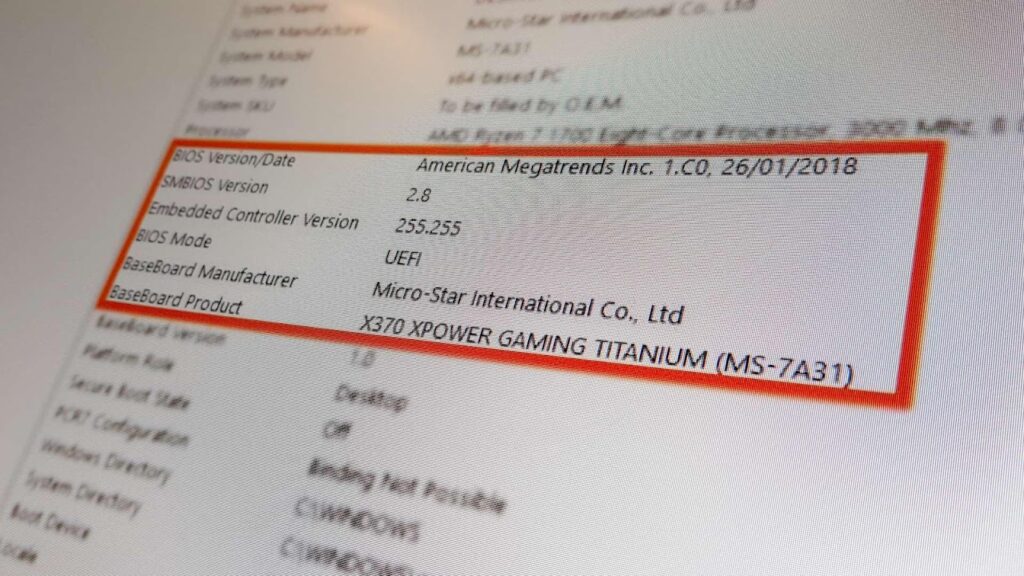 System Name
System Manufacturer Micro-Star International Co., Ltd
System Model MS-7A31
System Type x64-based PC
System SKU To be filled by O.E.M.
Processor AMD Ryzen 7 1700 Eight-Core Processor, 3000 Mhz, 8
BIOS Version/Date American Megatrends Inc. 1.C0, 26/01/2018
SMBIOS Version 2.8
Embedded Controller Version 255.255
BIOS Mode UEFI
BaseBoard Manufacturer Micro-Star International Co., Ltd
BaseBoard Product X370 XPOWER GAMING TITANIUM (MS-7A31)
BaseBoard Version 1.0
Platform Role Desktop
Secure Boot State Off
PCR7 Configuration Binding Not Possible
Windows Directory C:\WINDOWS
System Directory
Boot Device
Locale